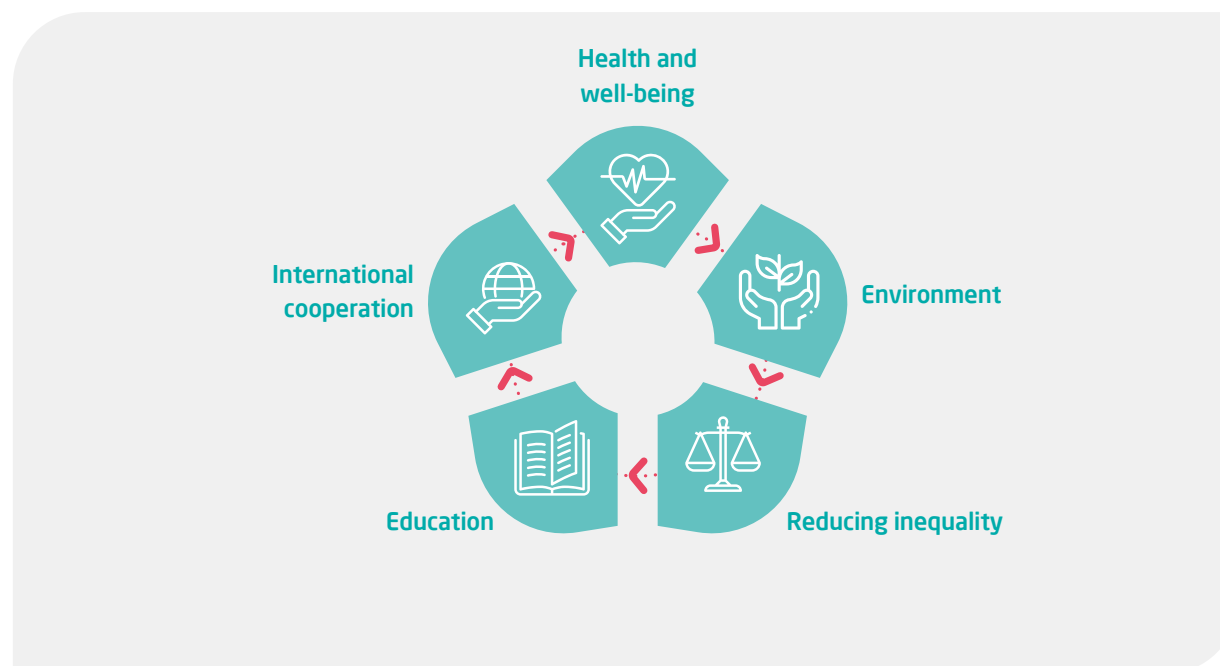 Health and
well-being
Environment
Reducing inequality
Education
International
cooperation